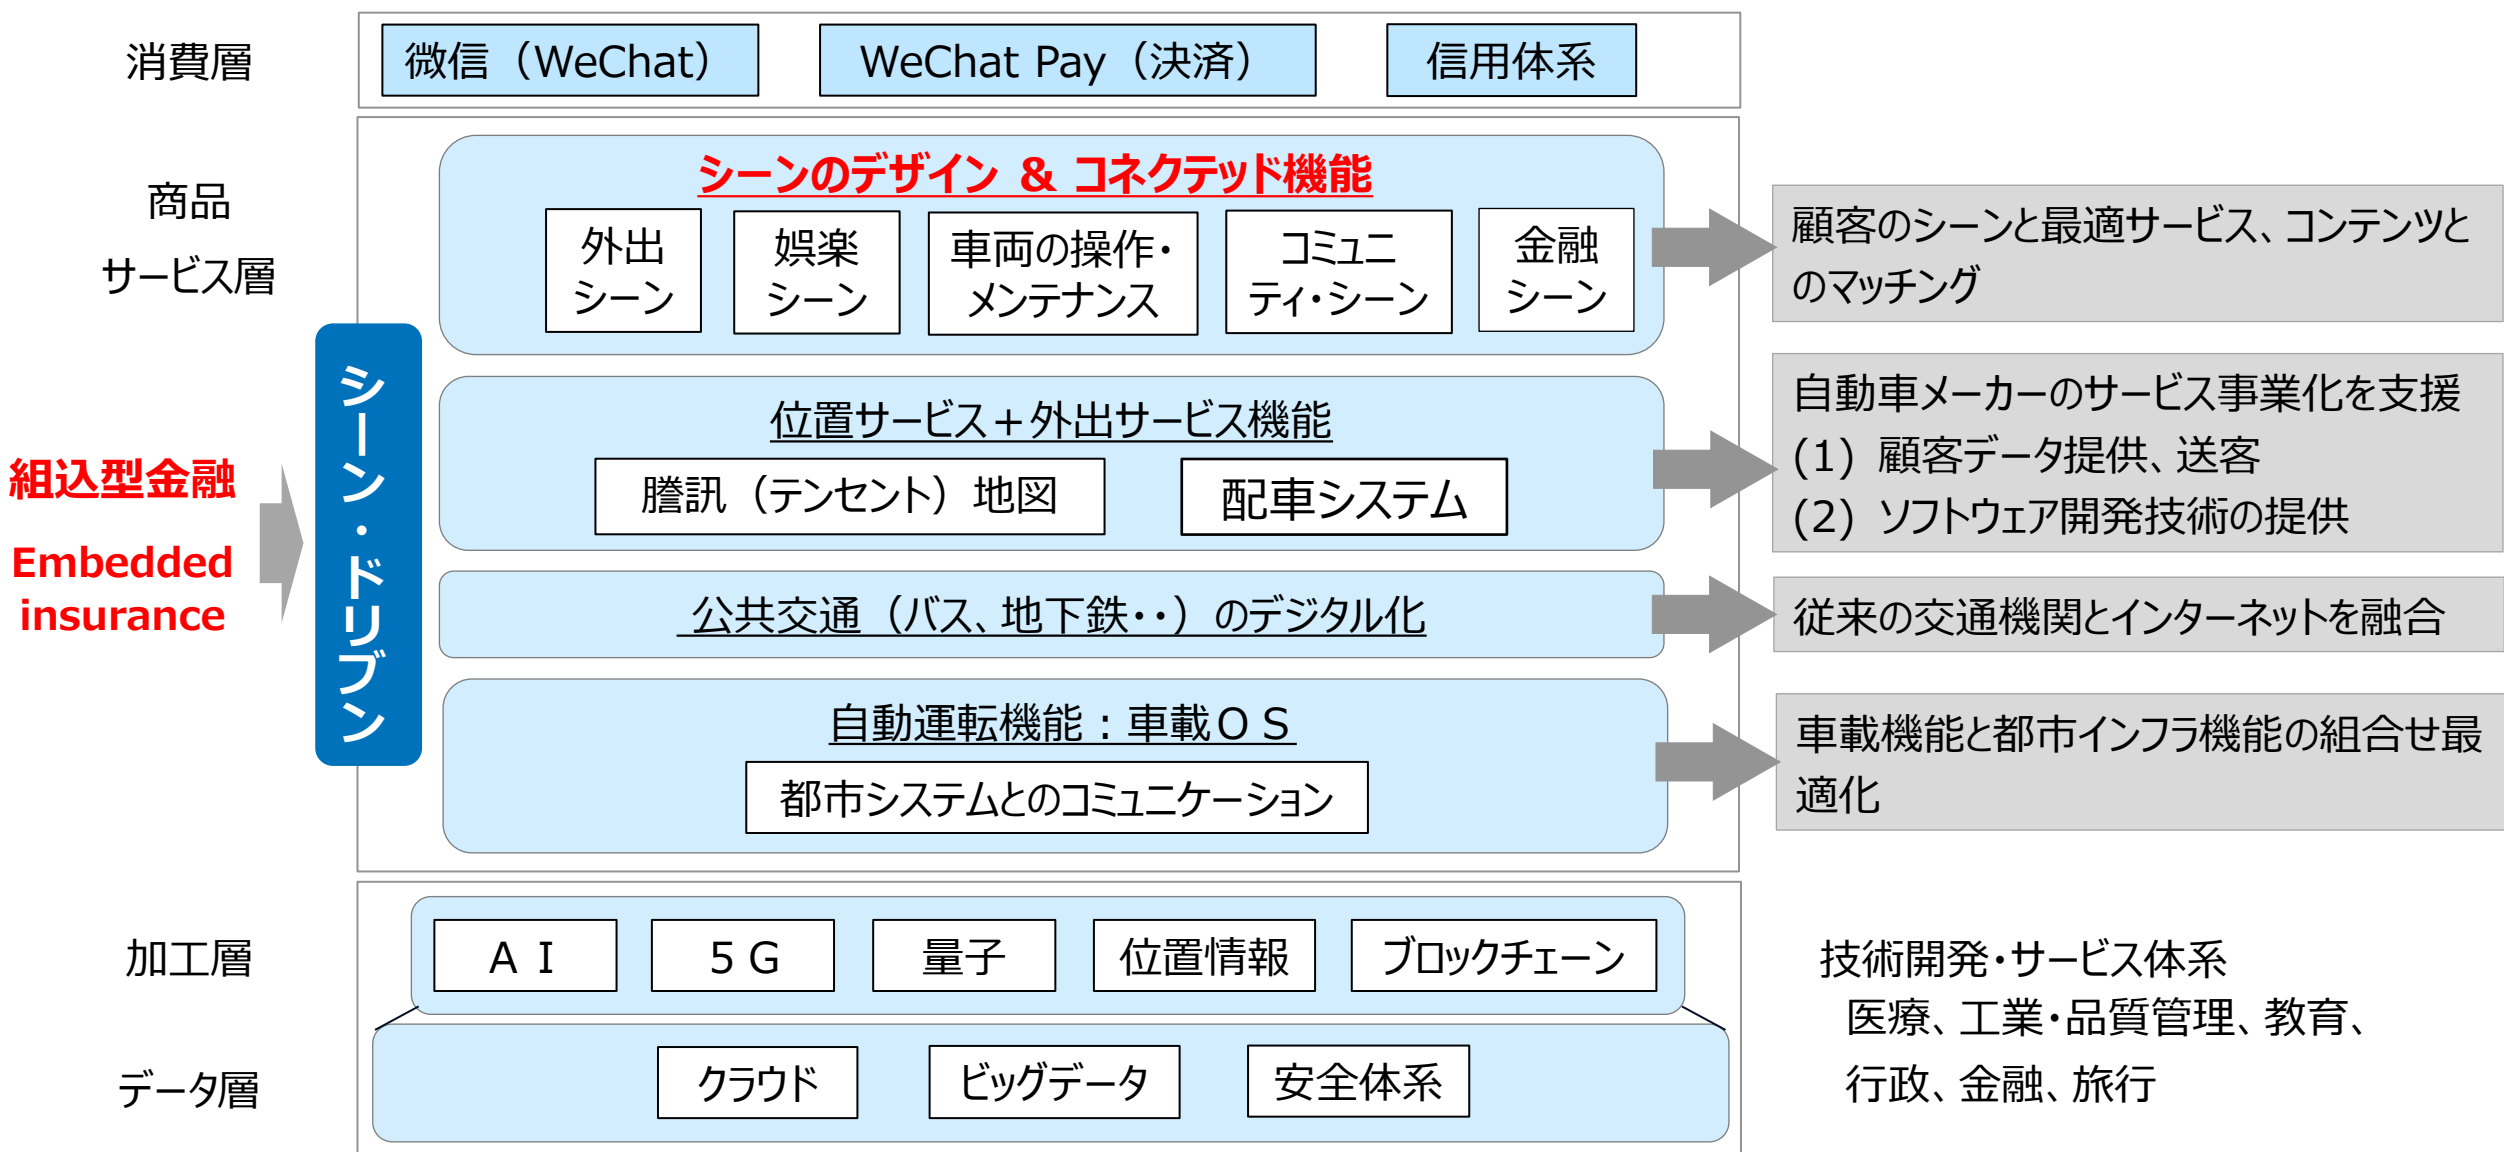 消費層
微信（WeChat）
WeChat Pay（決済）
信用体系
商品
サービス層
シーンのデザイン ＆ コネクテッド機能
外出
シーン
娯楽
シーン
車両の操作・
メンテナンス
コミュニ
ティ・シーン
金融
シーン
顧客のシーンと最適サービス、コンテンツと
のマッチング
シーン・ドリブン
組込型金融
Embedded
insurance
位置サービス＋外出サービス機能
騰訊（テンセント）地図
配車システム
自動車メーカーのサービス事業化を支援
(1) 顧客データ提供、送客
(2) ソフトウェア開発技術の提供
公共交通（バス、地下鉄・・）のデジタル化
従来の交通機関とインターネットを融合
自動運転機能：車載ＯＳ
都市システムとのコミュニケーション
車載機能と都市インフラ機能の組合せ最
適化
加工層
ＡＩ
５Ｇ
量子
位置情報
ブロックチェーン
データ層
クラウド
ビッグデータ
安全体系
技術開発・サービス体系
医療、工業・品質管理、教育、
行政、金融、旅行